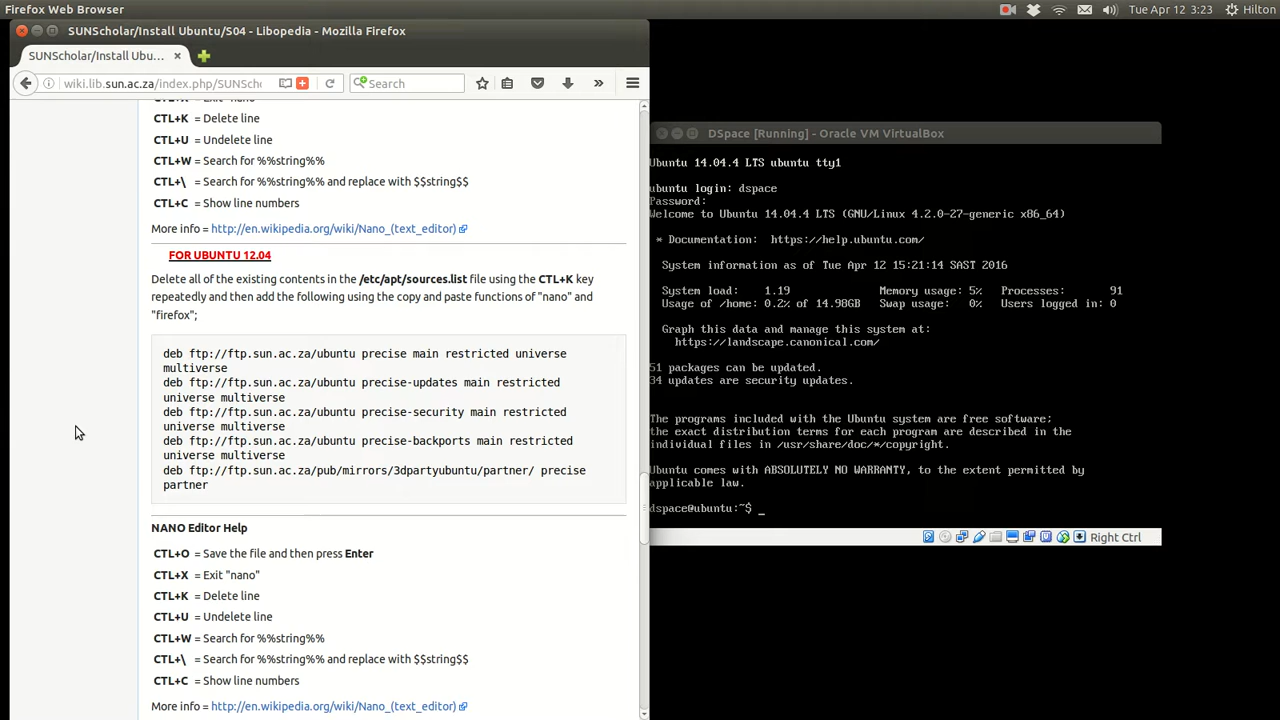 Firefox Web Browser
Tue Apr 12 3:23
Hilton
SUNScholar/Install Ubuntu/S04 - Libopedia - Mozilla Firefox
SUNScholar/Install Ubu...
wiki.lib.sun.ac.za/index.php/SUNSch
Search
CTL+X = Exit "nano"
CTL+K = Delete line
CTL+U = Undelete line
CTL+W = Search for %%string%%
CTL+\ = Search for %%string%% and replace with $$string$$
CTL+C = Show line numbers
More info = http://en.wikipedia.org/wiki/Nano_(text_editor)
FOR UBUNTU 12.04
Delete all of the existing contents in the /etc/apt/sources.list file using the CTL+K key
repeatedly and then add the following using the copy and paste functions of "nano" and
"firefox";
deb ftp://ftp.sun.ac.za/ubuntu precise main restricted universe
multiverse
deb ftp://ftp.sun.ac.za/ubuntu precise-updates main restricted
universe multiverse
deb ftp://ftp.sun.ac.za/ubuntu precise-security main restricted
universe multiverse
deb ftp://ftp.sun.ac.za/ubuntu precise-backports main restricted
universe multiverse
deb ftp://ftp.sun.ac.za/pub/mirrors/3dpartyubuntu/partner/ precise
partner
NANO Editor Help
CTL+O = Save the file and then press Enter
CTL+X = Exit "nano"
CTL+K = Delete line
CTL+U = Undelete line
CTL+W = Search for %%string%%
CTL+\ = Search for %%string%% and replace with $$string$$
CTL+C = Show line numbers
More info = http://en.wikipedia.org/wiki/Nano_(text_editor)
DSpace [Running] - Oracle VM VirtualBox
Ubuntu 14.04.4 LTS ubuntu tty1
ubuntu login: dspace
Password:
Welcome to Ubuntu 14.04.4 LTS (GNU/Linux 4.2.0-27-generic x86_64)
* Documentation: https://help.ubuntu.com/
System information as of Tue Apr 12 15:21:14 SAST 2016
System load: 1.19 Memory usage: 5% Processes: 91
Usage of /home: 0.2% of 14.98GB Swap usage: 0% Users logged in: 0
Graph this data and manage this system at:
https://landscape.canonical.com/
51 packages can be updated.
34 updates are security updates.
The programs included with the Ubuntu system are free software;
the exact distribution terms for each program are described in the
individual files in /usr/share/doc/*/copyright.
Ubuntu comes with ABSOLUTELY NO WARRANTY, to the extent permitted by
applicable law.
dspace@ubuntu:~$ _
Right Ctrl